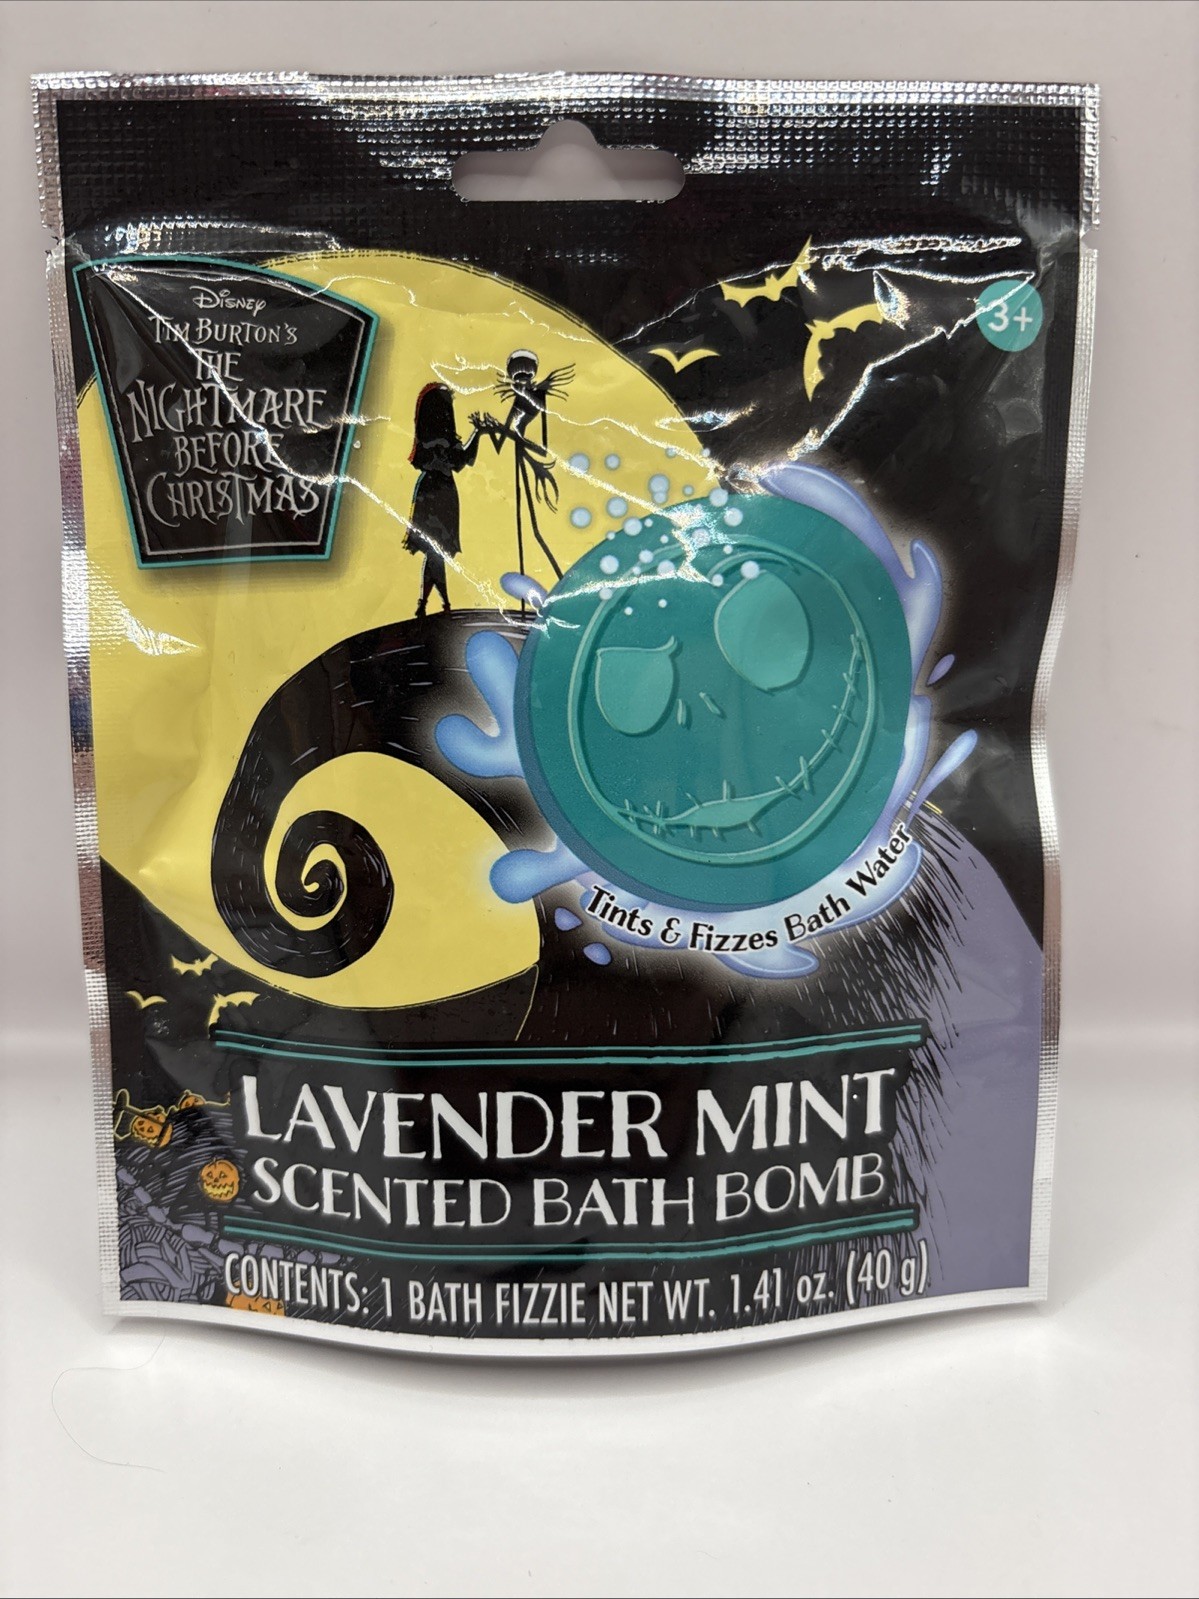 Disney
TIM BURTON'S
THE
NIGHTMARE
BEFORE
CHRISTMAS
3+
Tints & Fizzes Bath Water
LAVENDER MINT
SCENTED BATH BOMB
CONTENTS: 1 BATH FIZZIE NET WT. 1.41 oz. (40 g)